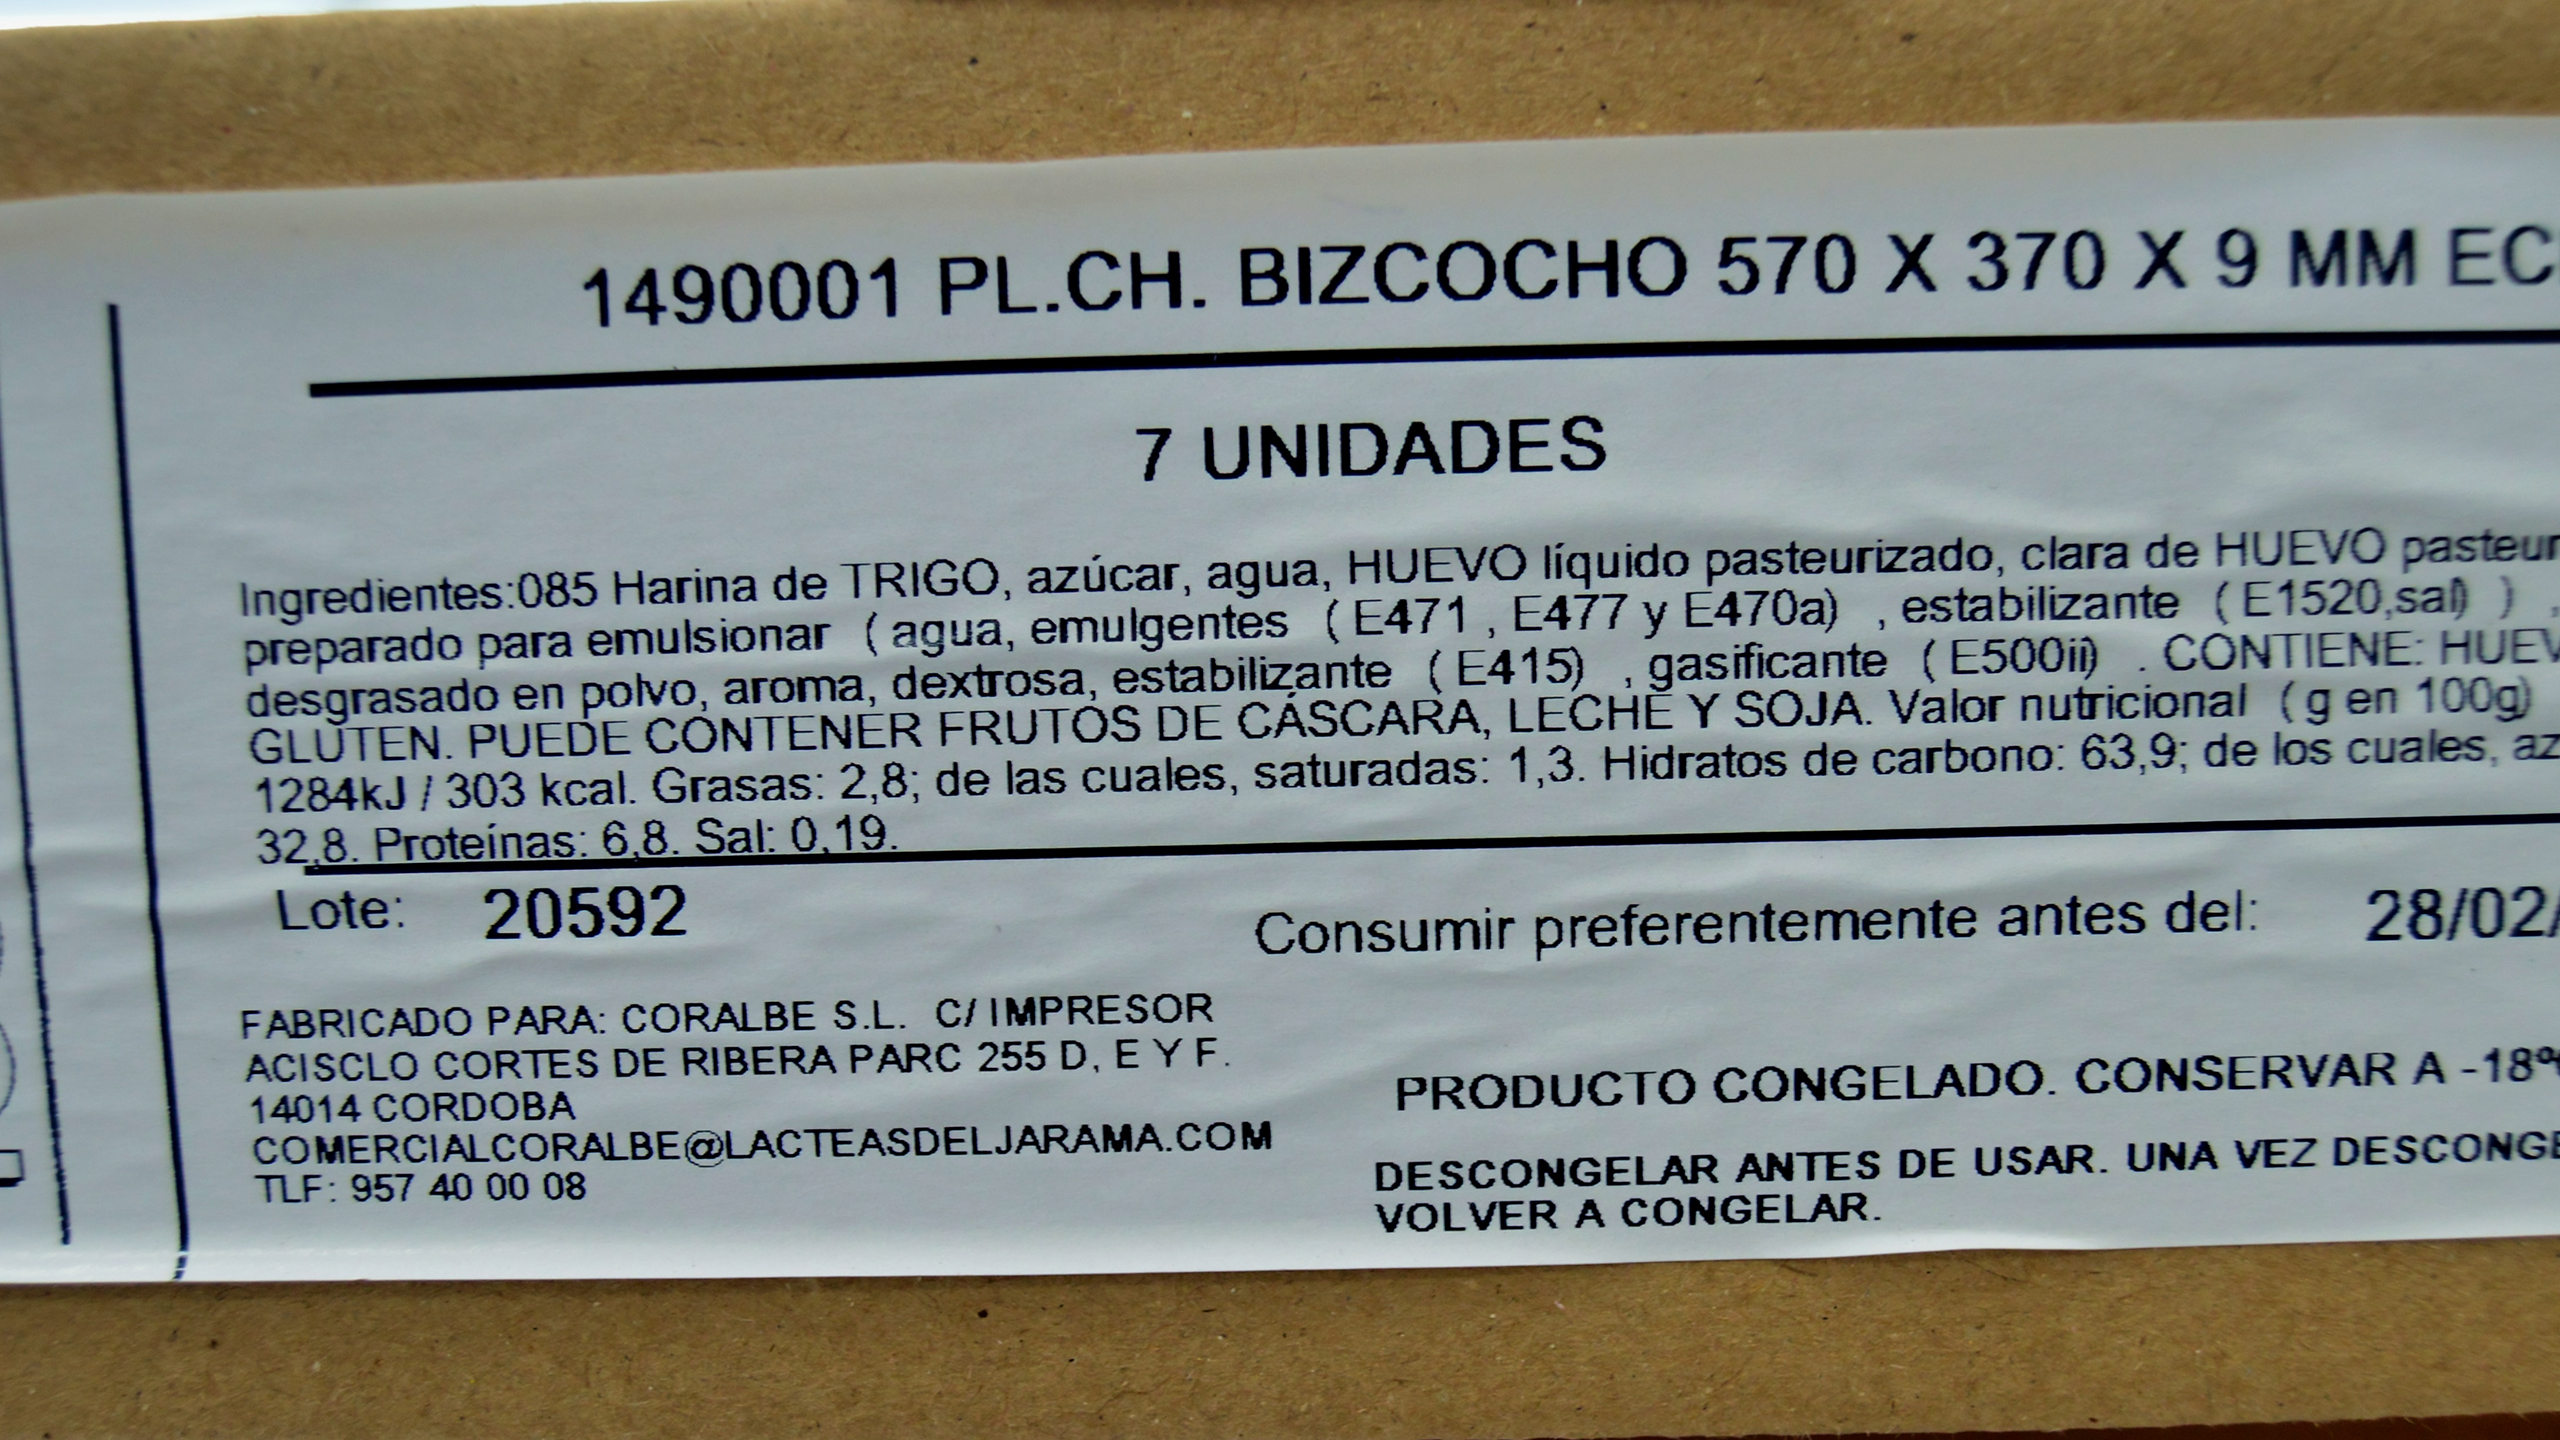 1490001 PL.CH. BIZCOCHO 570 X 370 X 9 MM
7 UNIDADES
Ingredientes:085 Harina de TRIGO, azúcar, agua, HUEVO líquido pasteurizado, clara de HUEVO
preparado para emulsionar ( agua, emulgentes ( E471 , E477 y E470a) , estabilizante ( E1520,sal) ) ,
desgrasado en polvo, aroma, dextrosa, estabilizante ( E415) , gasificante ( E500ii) . CONTIENE:
GLUTEN. PUEDE CONTENER FRUTOS DE CÁSCARA, LECHE Y SOJA. Valor nutricional ( g en 100g)
1284kJ / 303 kcal. Grasas: 2,8; de las cuales, saturadas: 1,3. Hidratos de carbono: 63,9; de los cuales,
32,8. Proteínas: 6,8. Sal: 0,19.
Lote: 20592 Consumir preferentemente antes del: 28/02/
FABRICADO PARA: CORALBE S.L. C/ IMPRESOR
ACISCLO CORTES DE RIBERA PARC 255 D, E Y F.
14014 CORDOBA
COMERCIALCORALBE@LACTEASDELJARAMA.COM
TLF: 957 40 00 08
PRODUCTO CONGELADO. CONSERVAR A -18º
DESCONGELAR ANTES DE USAR. UNA VEZ
VOLVER A CONGELAR.